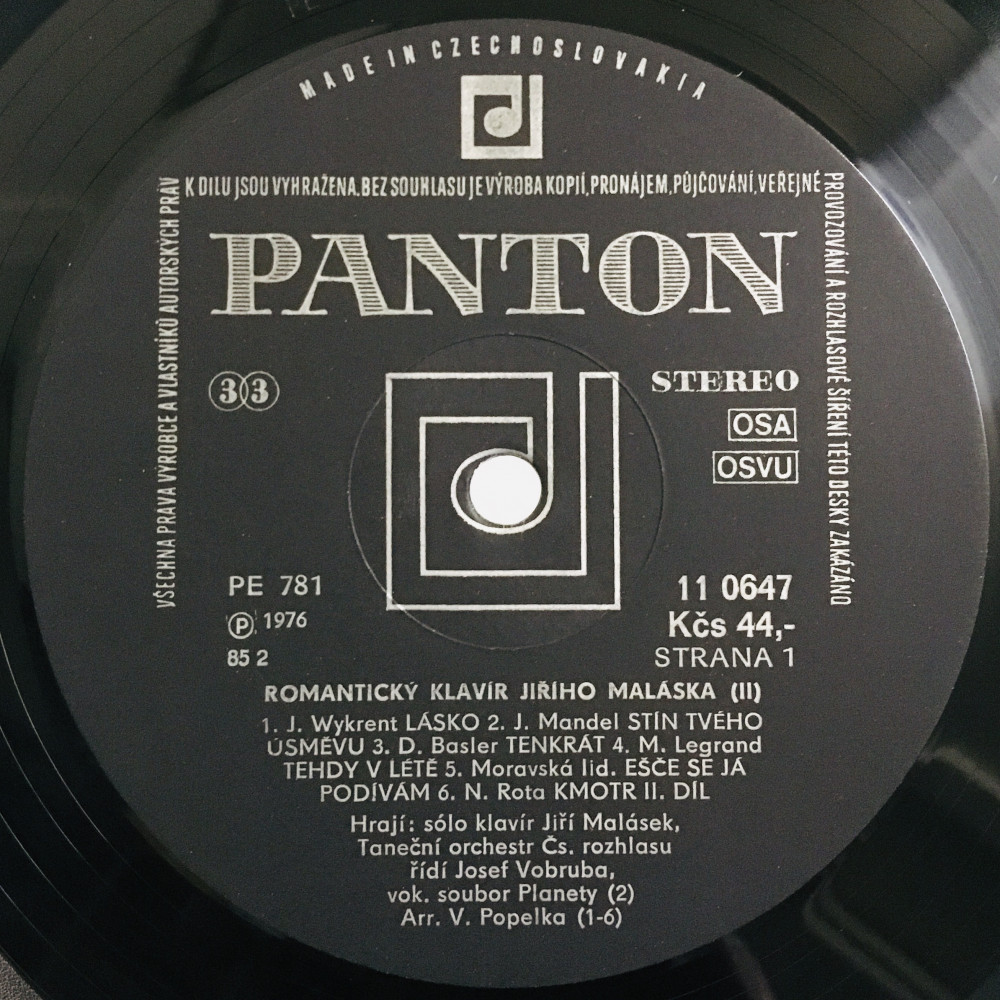 MADE IN CZECHOSLOVAKIA
VŠECHNA PRÁVA VÝROBCE A VLASTNÍKŮ AUTORSKÝCH PRÁV
K DÍLU JSOU VYHRAŽENA. BEZ SOUHLASU JE VÝROBA KOPIÍ, PRONÁJEM, PŮJČOVÁNÍ, VEŘEJNÉ
PROVOZOVÁNÍ A ROZHLASOVÉ ŠÍŘENÍ TÉTO DESKY ZAKÁZÁNO
PANTON
33
STEREO
OSA
OSVU
PE 781
Ⓟ 1976
85 2
11 0647
Kčs 44,-
STRANA 1
ROMANTICKÝ KLAVÍR JIŘÍHO MALÁSKA (II)
1. J. Wykrent LÁSKO 2. J. Mandel STÍN TVÉHO
ÚSMĚVU 3. D. Basler TENKRÁT 4. M. Legrand
TEHDY V LÉTĚ 5. Moravská lid. EŠČE SE JÁ
PODÍVÁM 6. N. Rota KMOTR II. DÍL
Hrají: sólo klavír Jiří Malásek,
Taneční orchestr Čs. rozhlasu
řídí Josef Vobruba,
vok. soubor Planety (2)
Arr. V. Popelka (1-6)